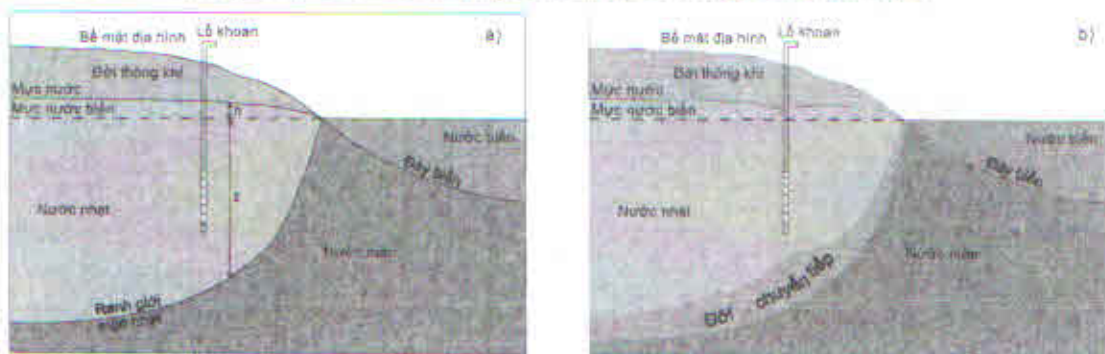 a)
Bề mặt địa hình
Lỗ khoan
Đới thông khí
Mực nước
Mực nước biển
h
Nước biển
Đáy biển
z
Nước nhạt
Nước mặn
Ranh giới
mặn nhạt
b)
Bề mặt địa hình
Lỗ khoan
Đới thông khí
Mực nước
Mực nước biển
Nước biển
Đáy biển
Nước nhạt
Nước mặn
Đới chuyển tiếp